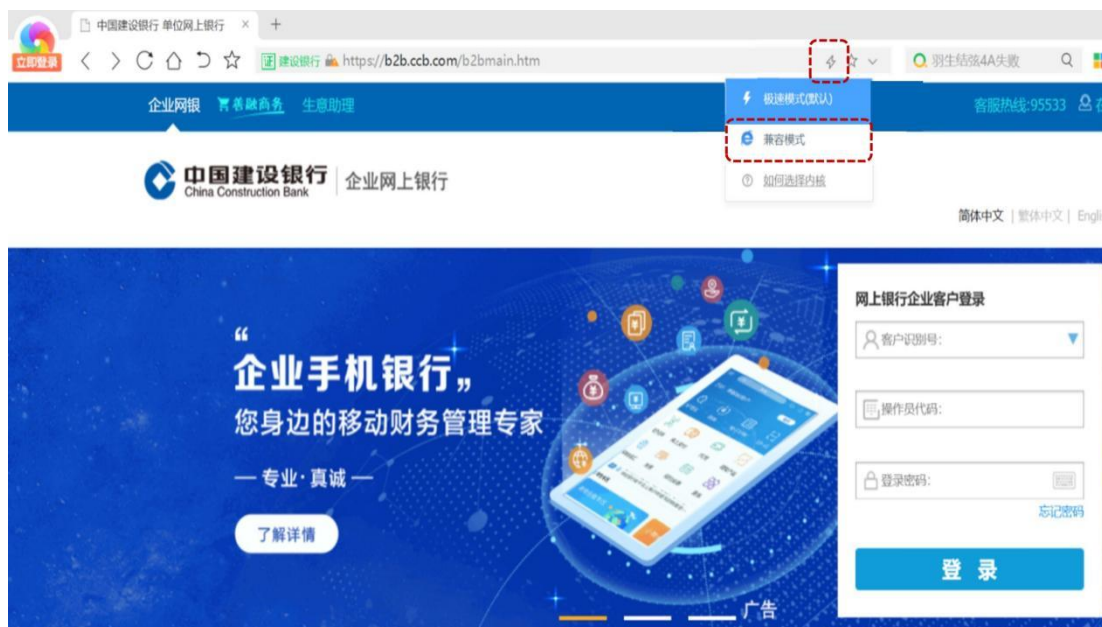 中国建设银行 单位网上银行
立即登录
证 建设银行 https://b2b.ccb.com/b2bmain.htm
羽生结弦4A失败
企业网银
善融商务
生意助理
极速模式(默认)
客服热线:95533
兼容模式
中国建设银行
China Construction Bank
企业网上银行
如何选择内核
简体中文 | 繁体中文 | Engli
网上银行企业客户登录
客户识别号:
“
企业手机银行”
操作员代码:
您身边的移动财务管理专家
— 专业·真诚 —
登录密码:
忘记密码
了解详情
登 录
广告